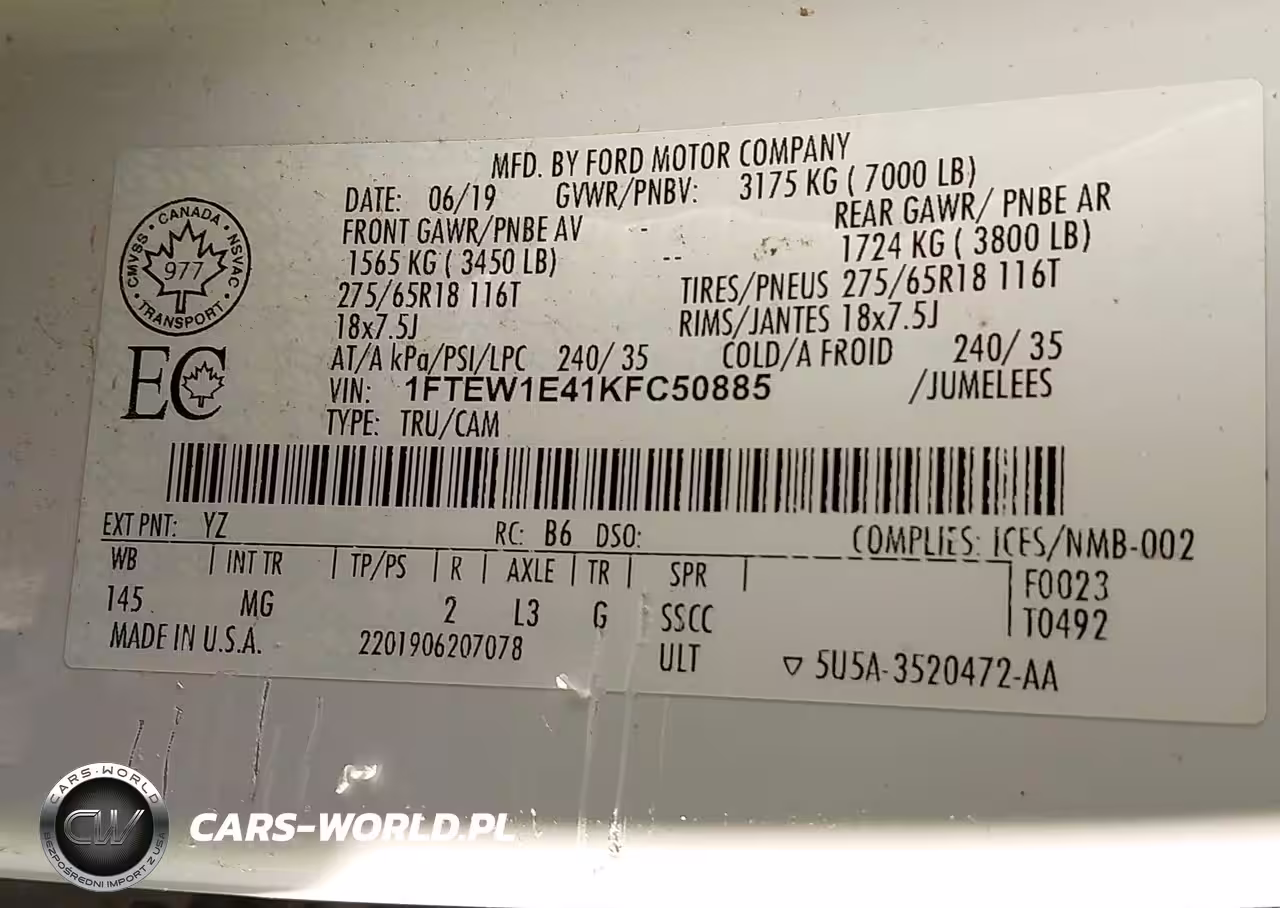 MFD. BY FORD MOTOR COMPANY
DATE: 06/19 GVWR/PNBV: 3175 KG ( 7000 LB)
FRONT GAWR/PNBE AV REAR GAWR/ PNBE AR
1565 KG ( 3450 LB) 1724 KG ( 3800 LB)
275/65R18 116T TIRES/PNEUS 275/65R18 116T
18x7.5J RIMS/JANTES 18x7.5J
AT/A kPa/PSI/LPC 240/ 35 COLD/A FROID 240/ 35
VIN: 1FTEW1E41KFC50885 /JUMELEES
TYPE: TRU/CAM
CANADA
CMVSS 977 NSVAC
TRANSPORT
EC
EXT PNT: YZ RC: B6 DSO: COMPLIES: ICES/NMB-002
WB | INT TR | TP/PS | R | AXLE | TR | SPR | F0023
145 MG 2 L3 G SSCC T0492
MADE IN U.S.A. 2201906207078 ULT 5U5A-3520472-AA
CARS-WORLD
CW
BEZPOŚREDNI IMPORT Z USA
CARS-WORLD.PL